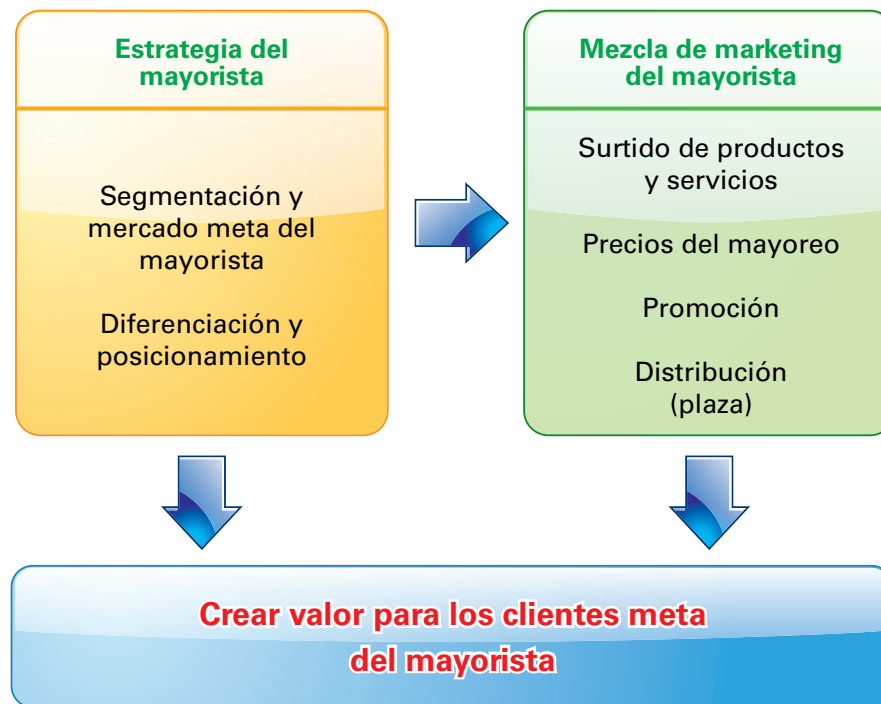 Estrategia del
mayorista
Segmentación y
mercado meta del
mayorista
Diferenciación y
posicionamiento
Mezcla de marketing
del mayorista
Surtido de productos
y servicios
Precios del mayoreo
Promoción
Distribución
(plaza)
Crear valor para los clientes meta
del mayorista